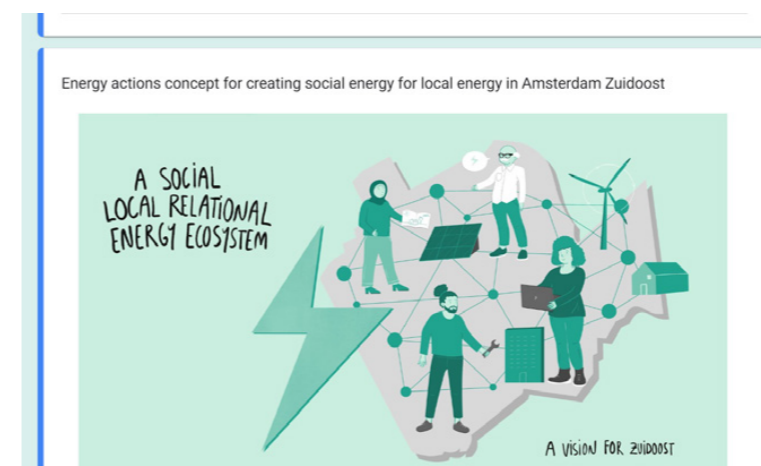 Energy actions concept for creating social energy for local energy in Amsterdam Zuidoost
A SOCIAL
LOCAL RELATIONAL
ENERGY ECOSYSTEM
A VISION FOR ZUIDOOST